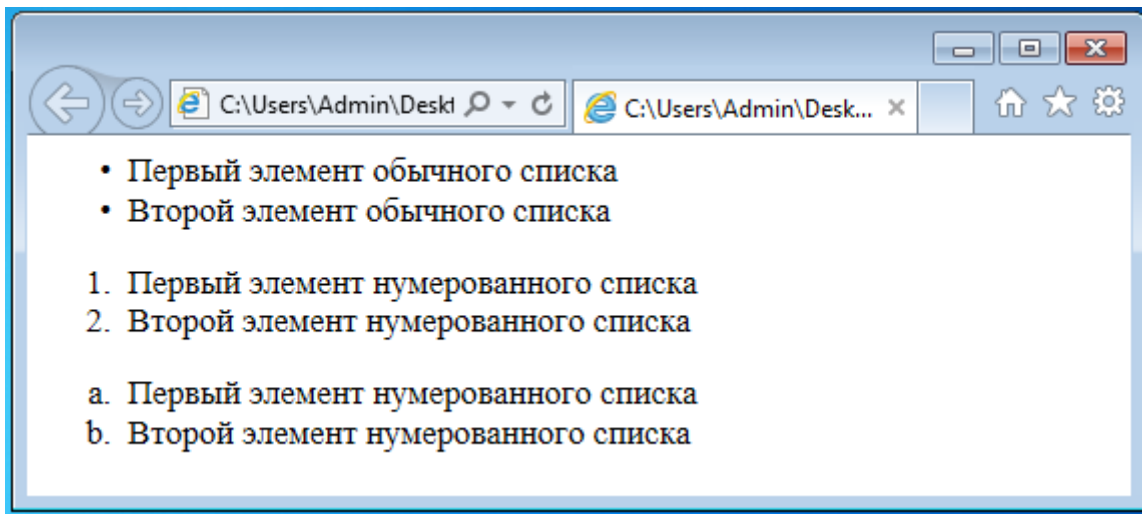 C:\Users\Admin\Deskt
C:\Users\Admin\Desk...
• Первый элемент обычного списка
• Второй элемент обычного списка
1. Первый элемент нумерованного списка
2. Второй элемент нумерованного списка
a. Первый элемент нумерованного списка
b. Второй элемент нумерованного списка